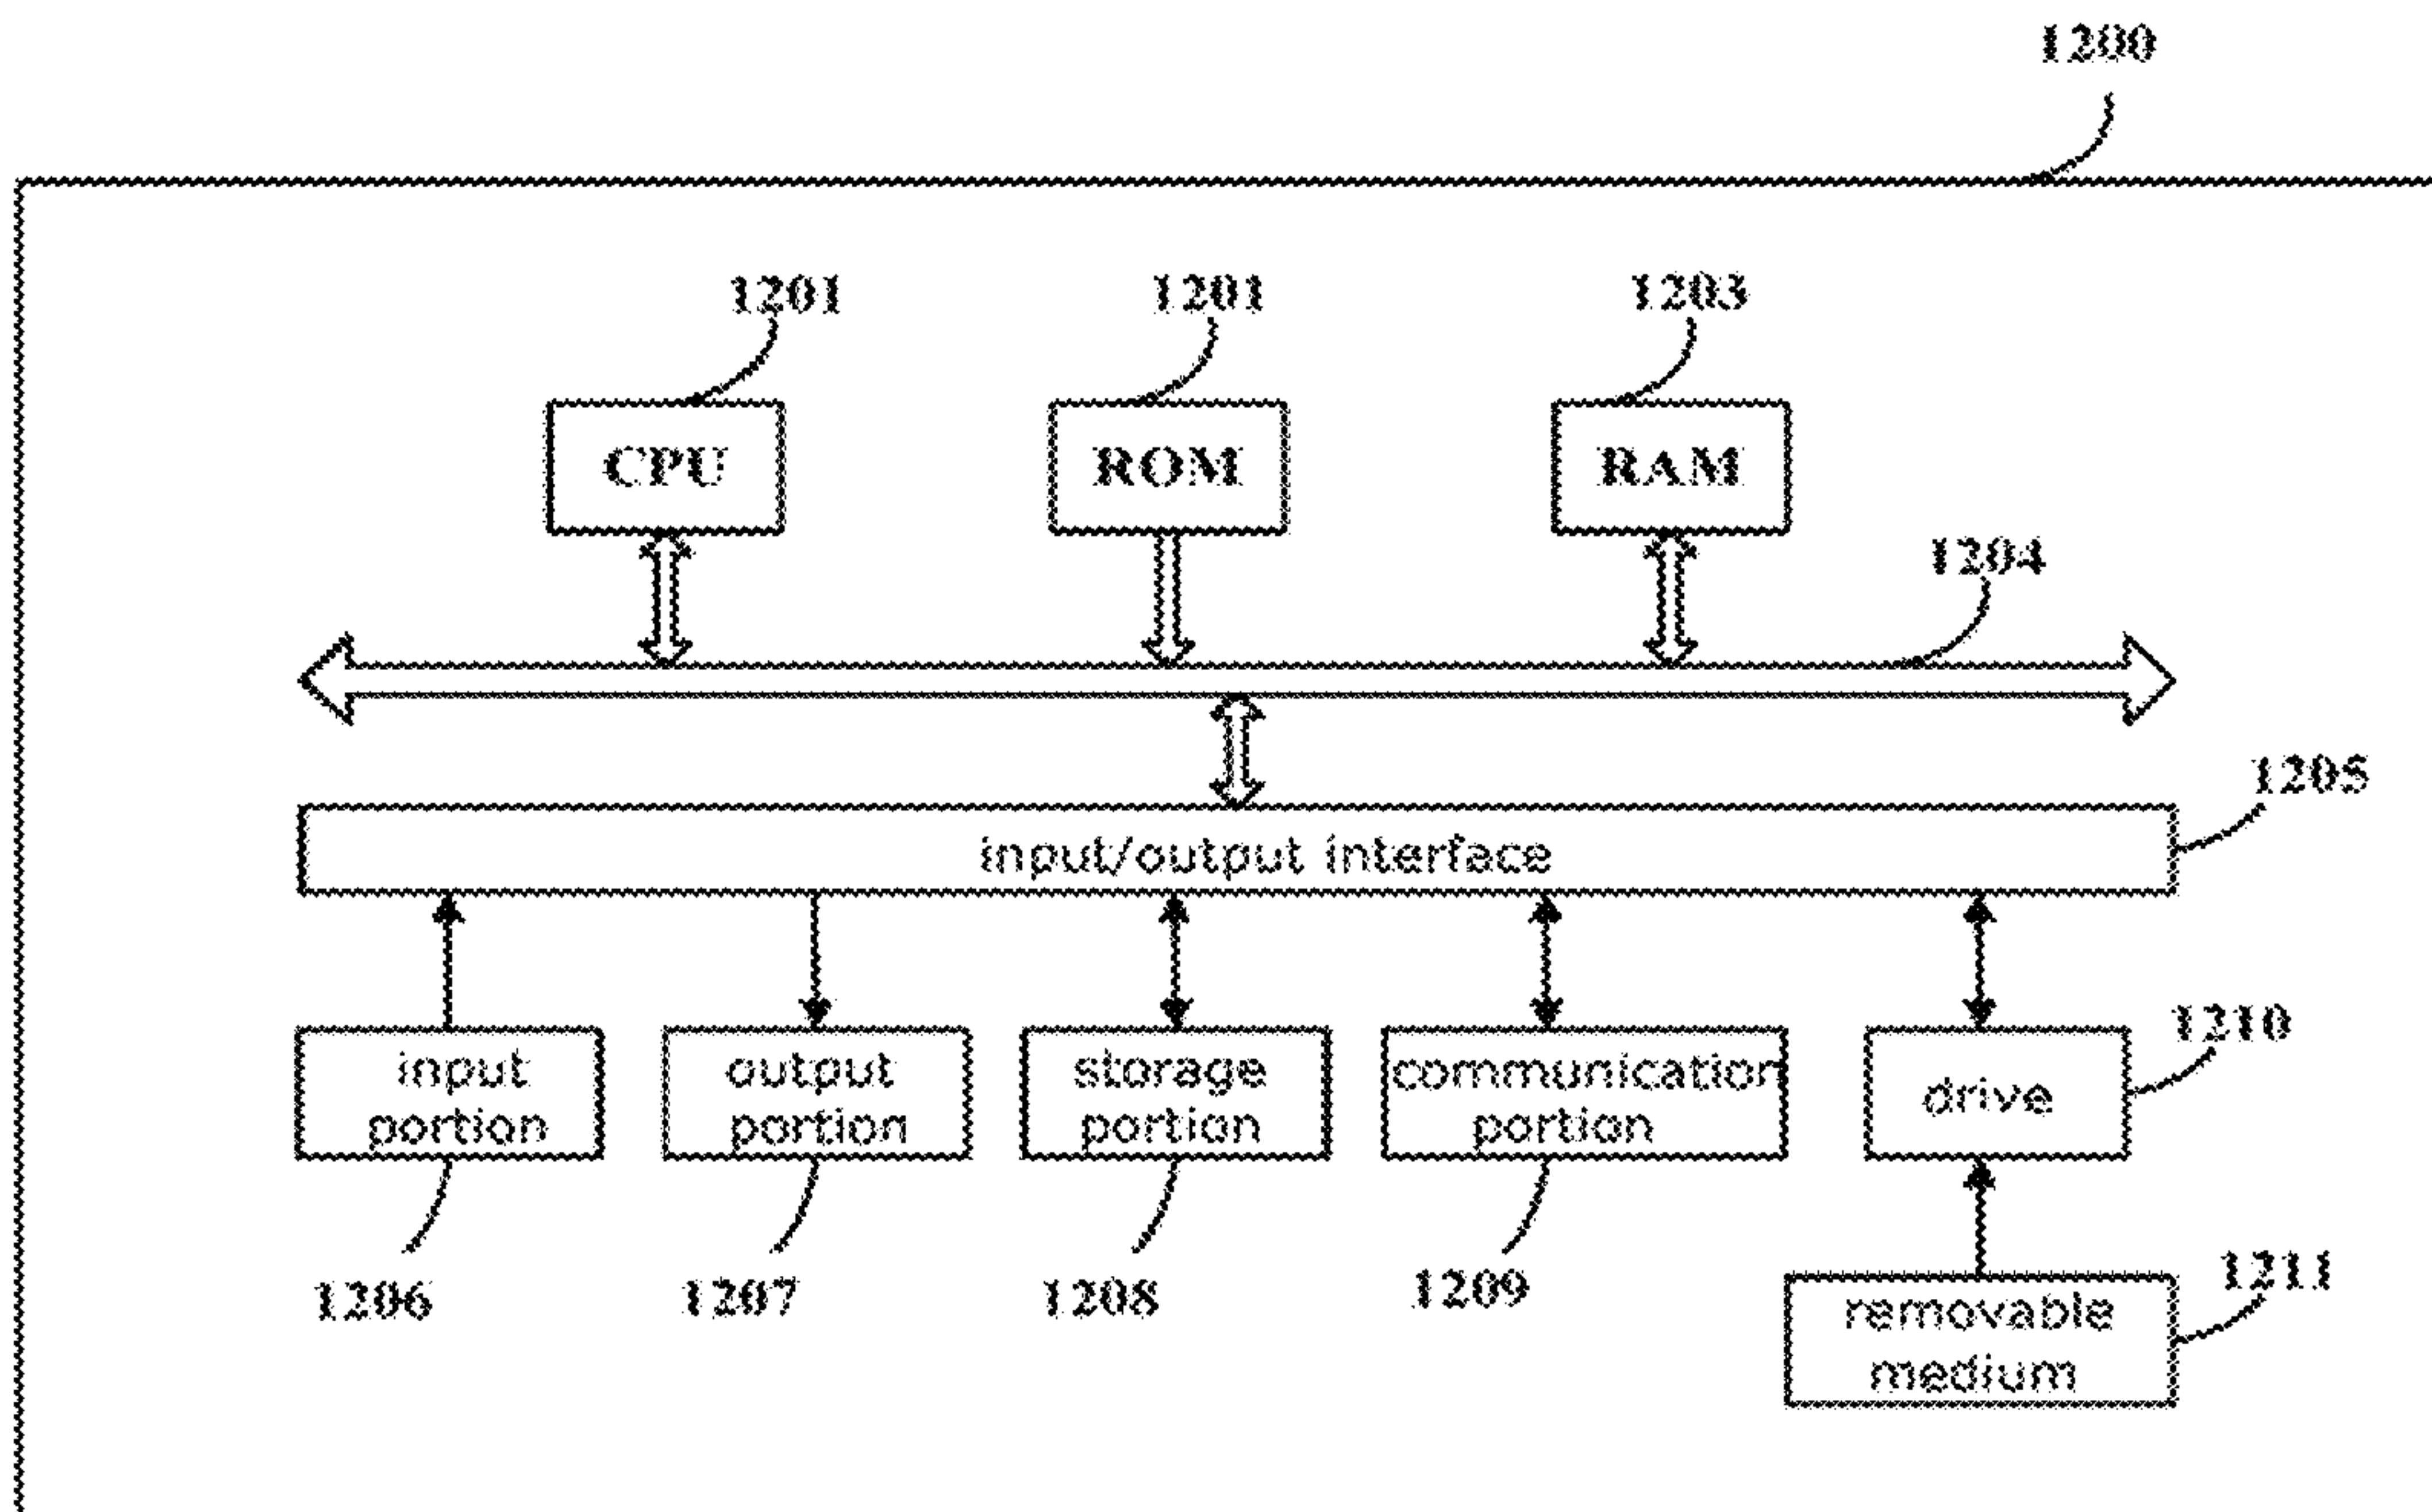 1200
1201
1201
1203
CPU
ROM
RAM
1204
1205
input/output interface
input
portion
output
portion
storage
portion
communication
portion
drive
1210
1206
1207
1208
1209
1211
removable
medium